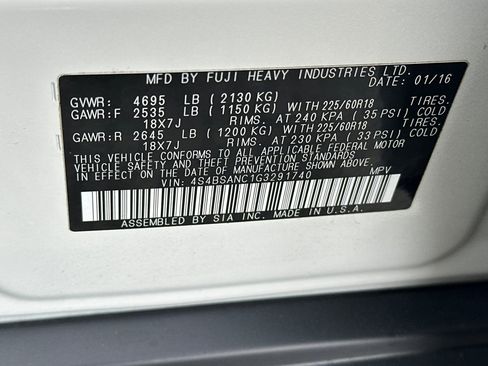 MFD BY FUJI HEAVY INDUSTRIES LTD.
DATE: 01/16
GVWR: 4695 LB (2130 KG)
GAWR: F 2535 LB (1150 KG) WITH 225/60R18 TIRES.
18X7J RIMS. AT 240 KPA (35 PSI) COLD
GAWR: R 2645 LB (1200 KG) WITH 225/60R18 TIRES.
18X7J RIMS. AT 230 KPA (33 PSI) COLD
THIS VEHICLE CONFORMS TO ALL APPLICABLE FEDERAL MOTOR
VEHICLE SAFETY AND THEFT PREVENTION STANDARDS IN EFFECT
ON THE DATE OF MANUFACTURE SHOWN ABOVE.
VIN: 4S4BSANC1G3291740 MPV
ASSEMBLED BY SIA INC. MADE IN U.S.A.